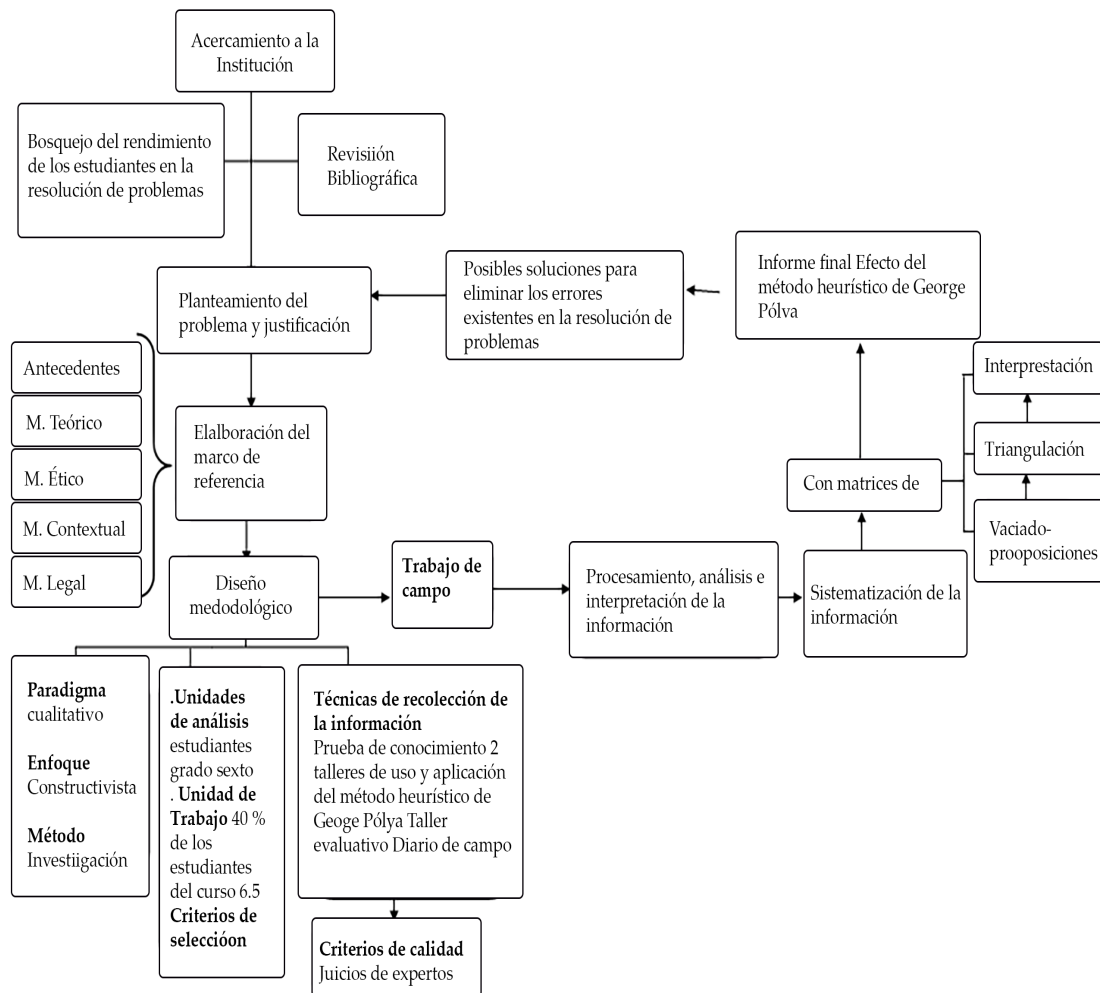 Acercamiento a la
Institución
Bosquejo del rendimiento
de los estudiantes en la
resolución de problemas
Revisiión
Bibliográfica
Planteamiento del
problema y justificación
Posibles soluciones para
eliminar los errores
existentes en la resolución de
problemas
Informe final Efecto del
método heurístico de George
Pólva
Antecedentes
M. Teórico
M. Ético
M. Contextual
M. Legal
Elalboración del
marco de
referencia
Interprestación
Triangulación
Vaciado-
prooposiciones
Con matrices de
Diseño
medodológico
Trabajo de
campo
Procesamiento, análisis e
interpretación de la
información
Sistematización de la
información
Paradigma
cualitativo
Enfoque
Constructivista
Método
Investiigación
.Unidades
de análisis
estudiantes
grado sexto
. Unidad de
Trabajo 40 %
de los
estudiantes
del curso 6.5
Criterios de
seleccióon
Técnicas de recolección de
la información
Prueba de conocimiento 2
talleres de uso y aplicación
del método heurístico de
Geoge Pólya Taller
evaluativo Diario de campo
Criterios de calidad
Juicios de expertos